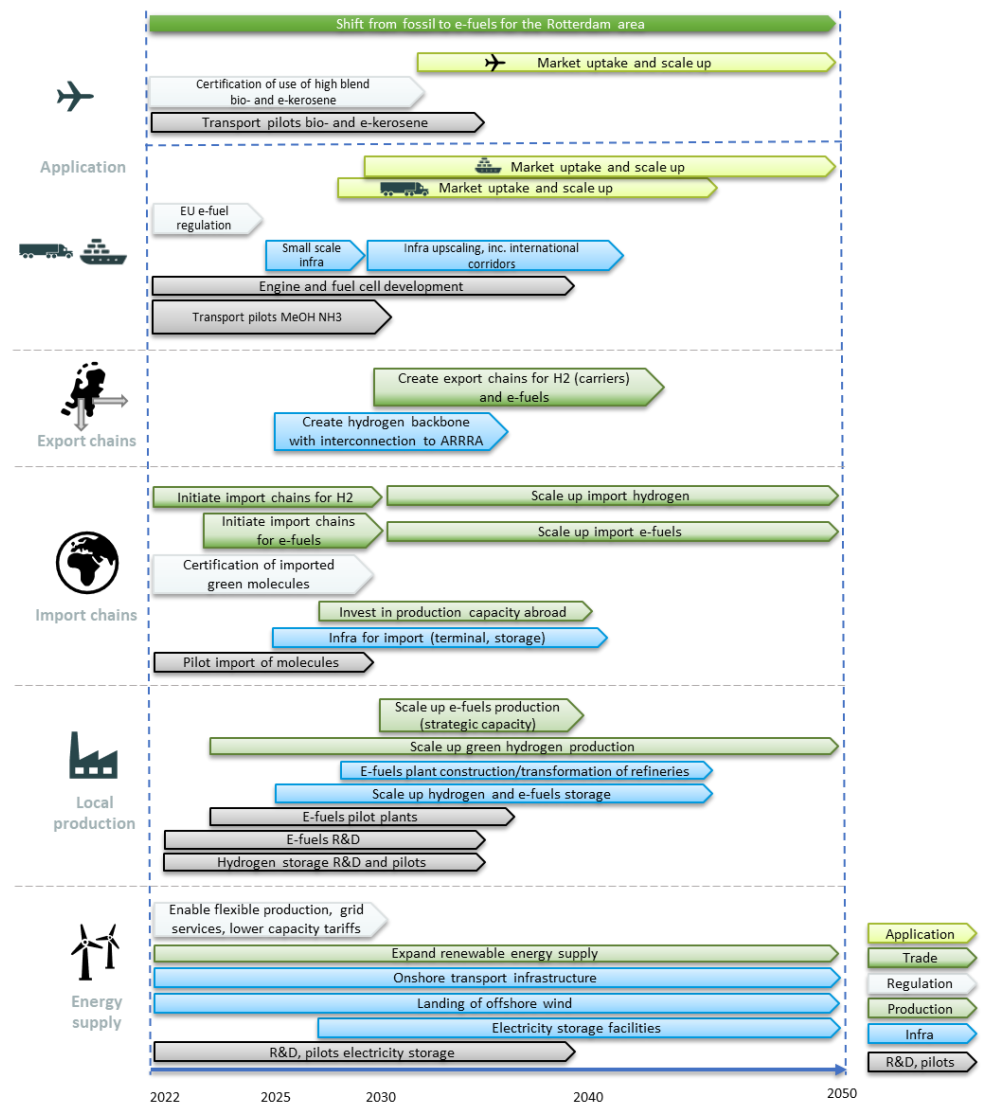 Shift from fossil to e-fuels for the Rotterdam area
Market uptake and scale up
Certification of use of high blend
bio- and e-kerosene
Transport pilots bio- and e-kerosene
Application
Market uptake and scale up
Market uptake and scale up
EU e-fuel
regulation
Small scale
infra
Infra upscaling, inc. international
corridors
Engine and fuel cell development
Transport pilots MeOH NH3
Create export chains for H2 (carriers)
and e-fuels
Create hydrogen backbone
with interconnection to ARRRA
Export chains
Initiate import chains for H2
Scale up import hydrogen
Initiate import chains
for e-fuels
Scale up import e-fuels
Certification of imported
green molecules
Invest in production capacity abroad
Import chains
Infra for import (terminal, storage)
Pilot import of molecules
Scale up e-fuels production
(strategic capacity)
Scale up green hydrogen production
E-fuels plant construction/transformation of refineries
Scale up hydrogen and e-fuels storage
Local
production
E-fuels pilot plants
E-fuels R&D
Hydrogen storage R&D and pilots
Enable flexible production, grid
services, lower capacity tariffs
Expand renewable energy supply
Onshore transport infrastructure
Landing of offshore wind
Energy
supply
Electricity storage facilities
R&D, pilots electricity storage
Application
Trade
Regulation
Production
Infra
R&D, pilots
2022
2025
2030
2040
2050